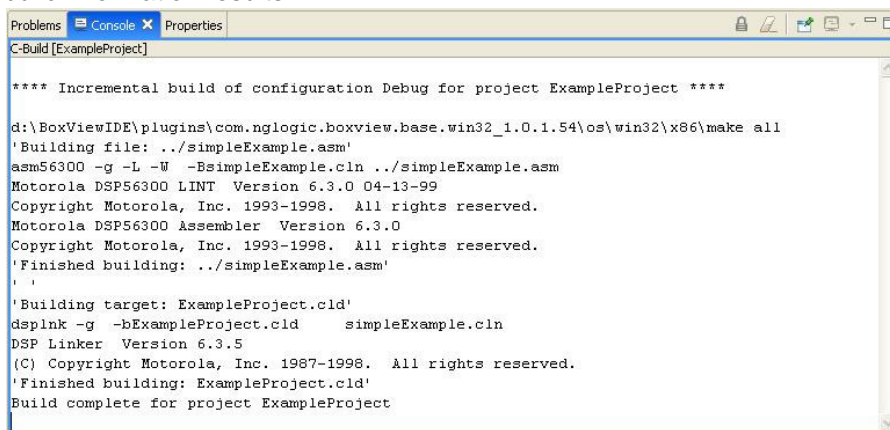 Problems Console Properties
C-Build [ExampleProject]
**** Incremental build of configuration Debug for project ExampleProject ****
d:\BoxViewIDE\plugins\com.nglogic.boxview.base.win32_1.0.1.54\os\win32\x86\make all
'Building file: ../simpleExample.asm'
asm56300 -g -L -W  -BsimpleExample.cln ../simpleExample.asm
Motorola DSP56300 LINT  Version 6.3.0 04-13-99
Copyright Motorola, Inc. 1993-1998.  All rights reserved.
Motorola DSP56300 Assembler  Version 6.3.0
Copyright Motorola, Inc. 1993-1998.  All rights reserved.
'Finished building: ../simpleExample.asm'
' '
'Building target: ExampleProject.cld'
dsplnk -g  -bExampleProject.cld     simpleExample.cln
DSP Linker  Version 6.3.5
(C) Copyright Motorola, Inc. 1987-1998.  All rights reserved.
'Finished building: ExampleProject.cld'
Build complete for project ExampleProject